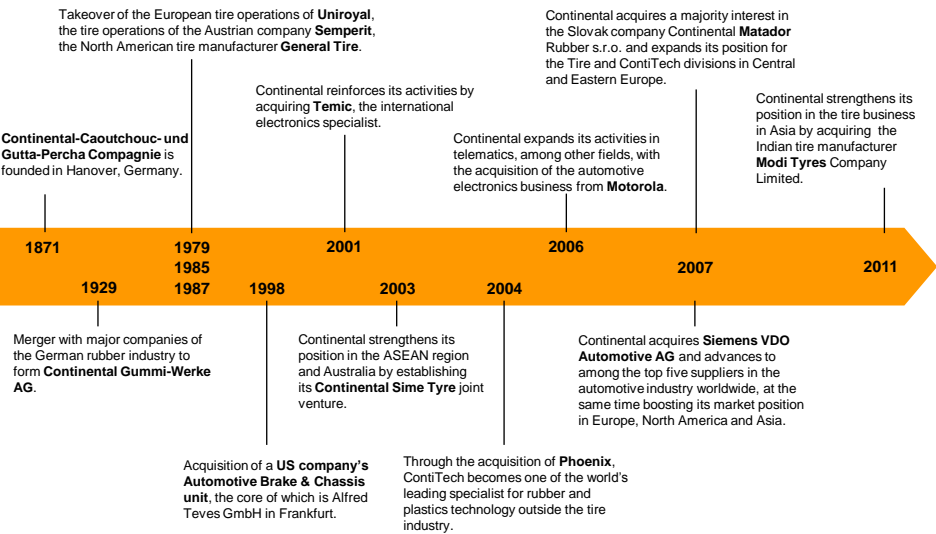 Takeover of the European tire operations of Uniroyal,
the tire operations of the Austrian company Semperit,
the North American tire manufacturer General Tire.
Continental acquires a majority interest in
the Slovak company Continental Matador
Rubber s.r.o. and expands its position for
the Tire and ContiTech divisions in Central
and Eastern Europe.
Continental reinforces its activities by
acquiring Temic, the international
electronics specialist.
Continental strengthens its
position in the tire business
in Asia by acquiring the
Indian tire manufacturer
Modi Tyres Company
Limited.
Continental-Caoutchouc- und
Gutta-Percha Compagnie is
founded in Hanover, Germany.
Continental expands its activities in
telematics, among other fields, with
the acquisition of the automotive
electronics business from Motorola.
1871
1979
1985
1987
2001
2006
2007
2011
1929
1998
2003
2004
Merger with major companies of
the German rubber industry to
form Continental Gummi-Werke
AG.
Continental strengthens its
position in the ASEAN region
and Australia by establishing
its Continental Sime Tyre joint
venture.
Continental acquires Siemens VDO
Automotive AG and advances to
among the top five suppliers in the
automotive industry worldwide, at the
same time boosting its market position
in Europe, North America and Asia.
Acquisition of a US company's
Automotive Brake & Chassis
unit, the core of which is Alfred
Teves GmbH in Frankfurt.
Through the acquisition of Phoenix,
ContiTech becomes one of the world's
leading specialist for rubber and
plastics technology outside the tire
industry.